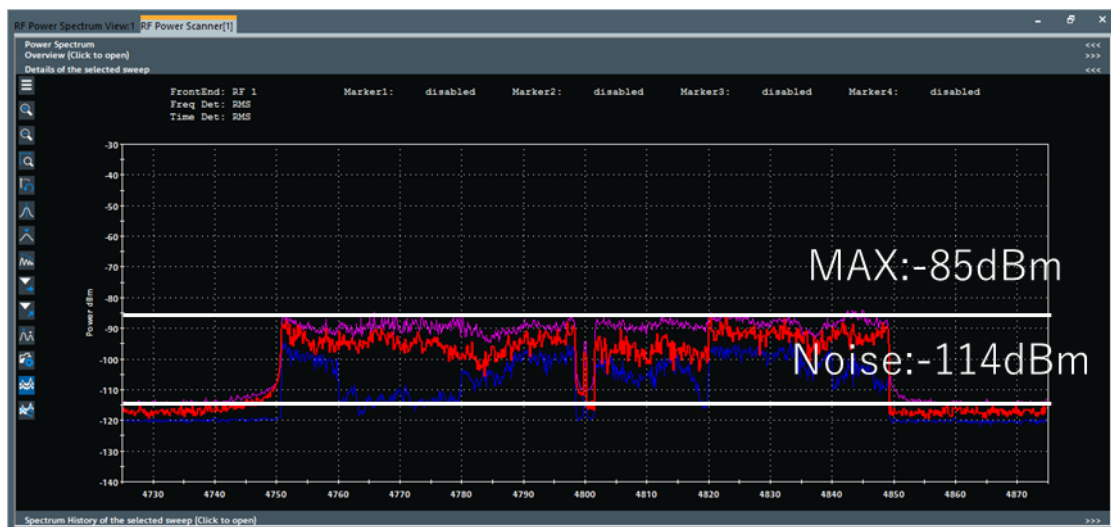 RF Power Spectrum View:1 RF Power Scanner[1]
Power Spectrum <<<
Overview (Click to open) >>>
Details of the selected sweep <<<
FrontEnd: RF 1 Marker1: disabled Marker2: disabled Marker3: disabled Marker4: disabled
Freq Det: RMS
Time Det: RMS
-30
-40
-50
-60
MAX:-85dBm
-70
-80
Power dBm
-90
Noise:-114dBm
-100
-110
-120
-130
-140
4730 4740 4750 4760 4770 4780 4790 4800 4810 4820 4830 4840 4850 4860 4870
Spectrum History of the selected sweep (Click to open) >>>